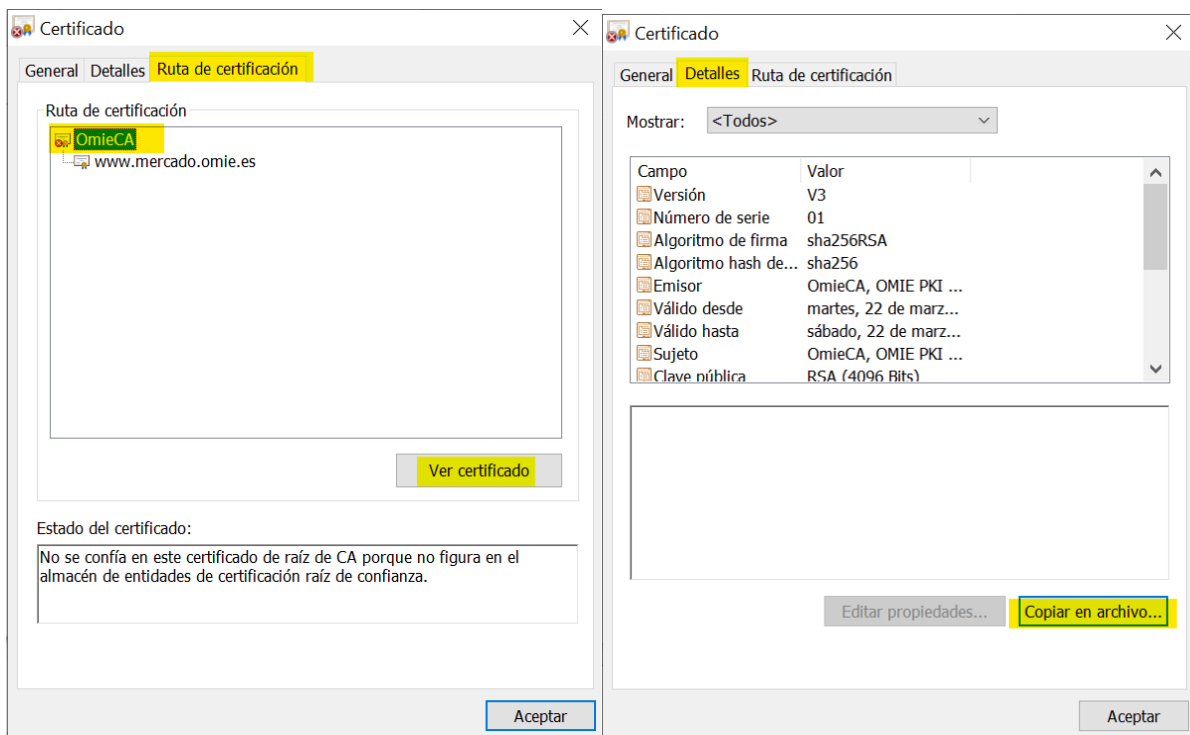 Certificado
General Detalles Ruta de certificación
Ruta de certificación
OmieCA
www.mercado.omie.es
Ver certificado
Estado del certificado:
No se confía en este certificado de raíz de CA porque no figura en el
almacén de entidades de certificación raíz de confianza.
Aceptar
Certificado
General Detalles Ruta de certificación
Mostrar: <Todos>
Campo Valor
Versión V3
Número de serie 01
Algoritmo de firma sha256RSA
Algoritmo hash de... sha256
Emisor OmieCA, OMIE PKI ...
Válido desde martes, 22 de marz...
Válido hasta sábado, 22 de marz...
Sujeto OmieCA, OMIE PKI ...
Clave pública RSA (4096 Bits)
Editar propiedades... Copiar en archivo...
Aceptar